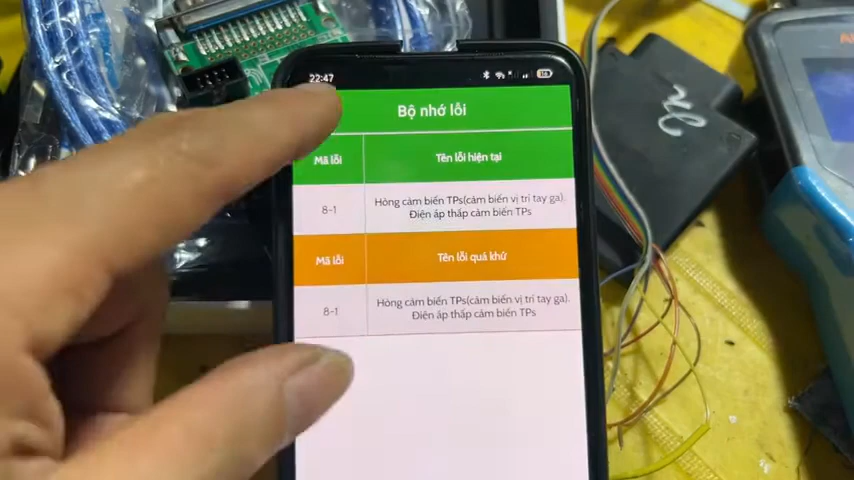 22:47
Bộ nhớ lỗi
Mã lỗi
Tên lỗi hiện tại
8-1
Hỏng cảm biến TPs(cảm biến vị trí tay ga).
Điện áp thấp cảm biến TPs
Mã lỗi
Tên lỗi quá khứ
8-1
Hỏng cảm biến TPs(cảm biến vị trí tay ga).
Điện áp thấp cảm biến TPs